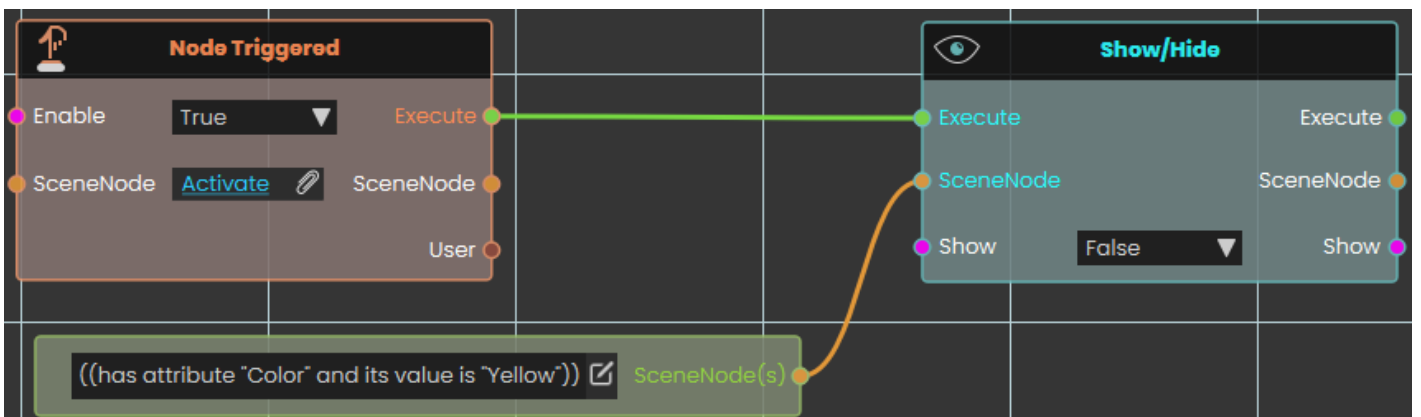 Node Triggered
Enable True Execute
SceneNode Activate SceneNode
User
Show/Hide
Execute Execute
SceneNode SceneNode
Show False Show
((has attribute "Color" and its value is "Yellow")) SceneNode(s)